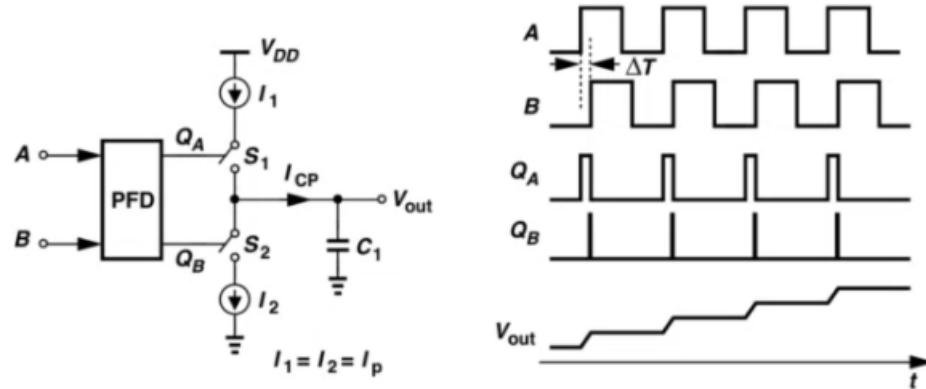 V_DD
I_1
Q_A
S_1
A
I_CP
V_out
PFD
B
Q_B
S_2
C_1
I_2
I_1 = I_2 = I_p
A
ΔT
B
Q_A
Q_B
V_out
t